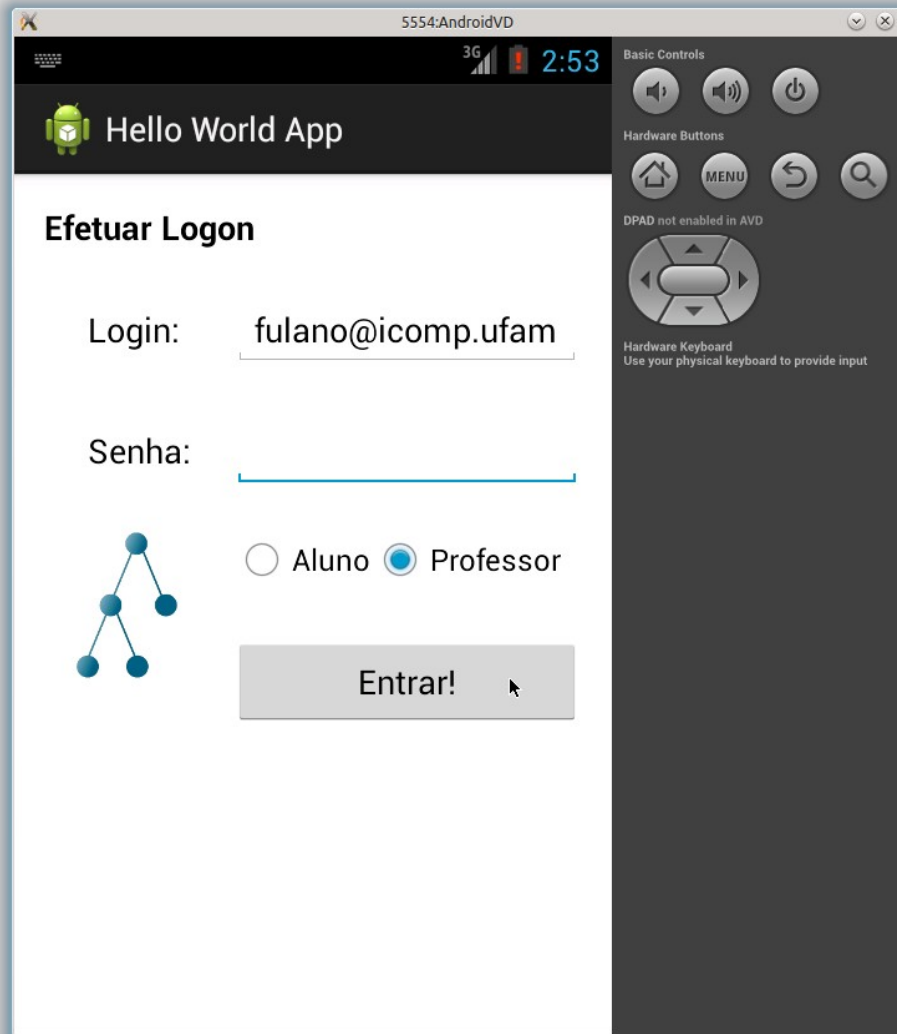 5554:AndroidVD
3G 2:53
Hello World App
Efetuar Logon
Login: fulano@icomp.ufam
Senha:
Aluno Professor
Entrar!
Basic Controls
Hardware Buttons
MENU
DPAD not enabled in AVD
Hardware Keyboard
Use your physical keyboard to provide input